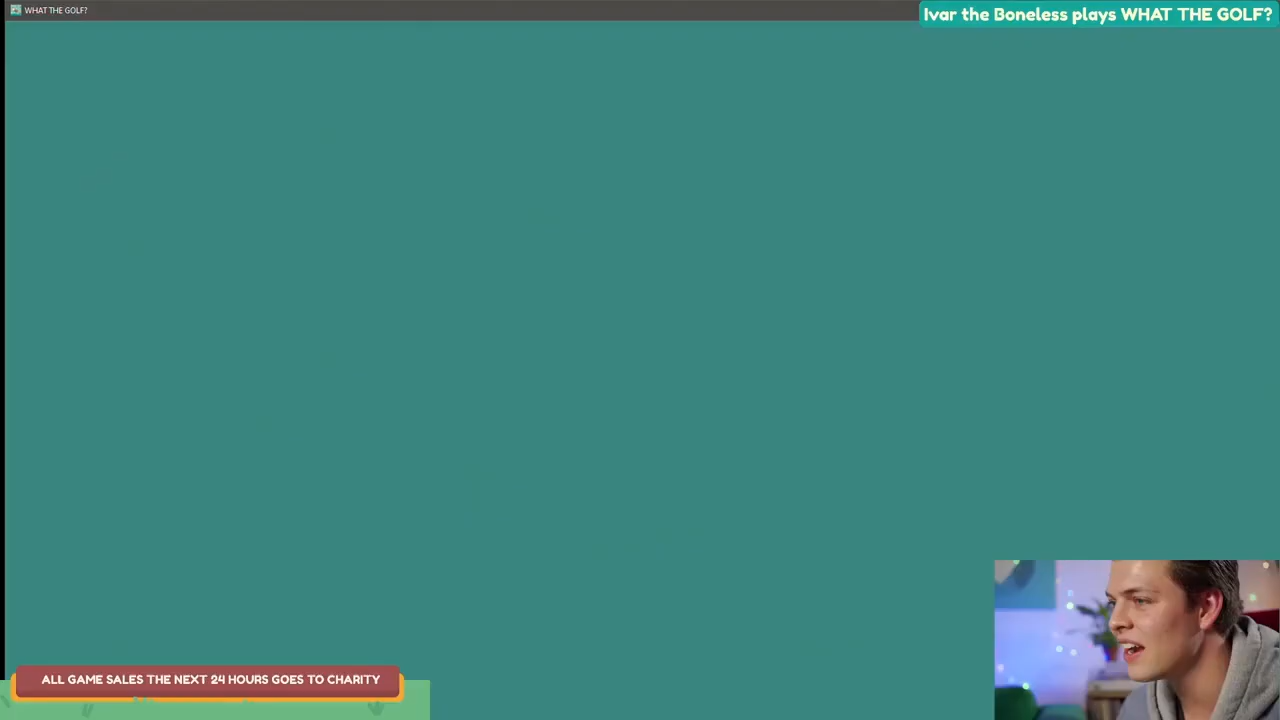 WHAT THE GOLF?
Ivar the Boneless plays WHAT THE GOLF?
ALL GAME SALES THE NEXT 24 HOURS GOES TO CHARITY